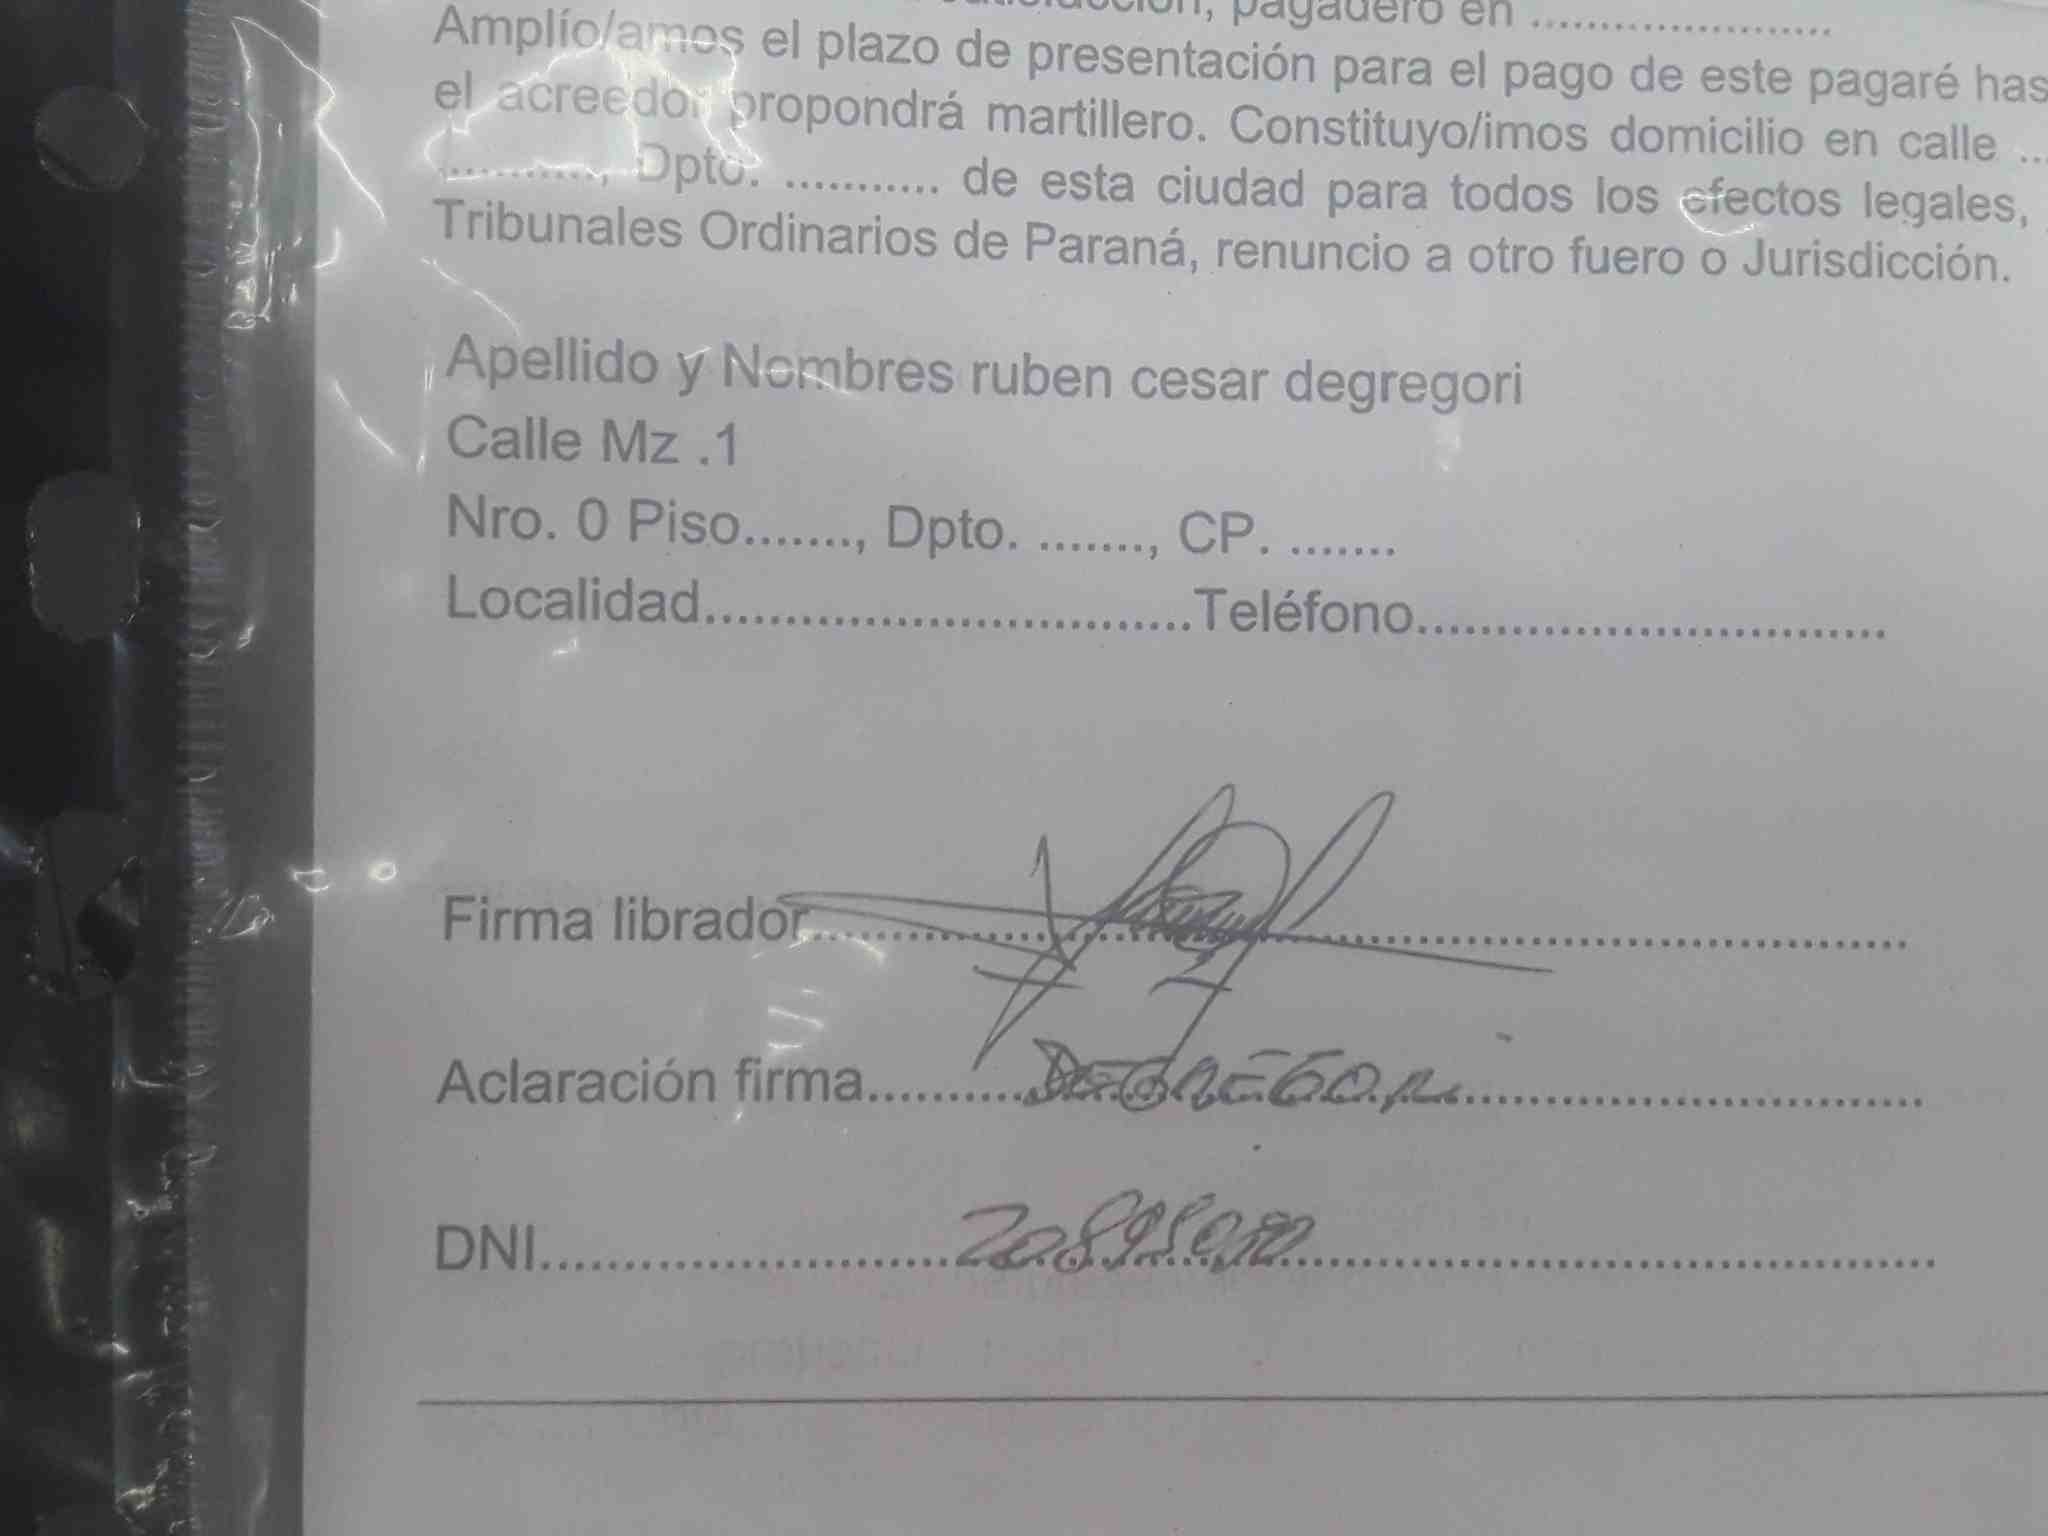 pagadero en ....................
Amplío/amos el plazo de presentación para el pago de este pagaré has
el acreedor propondrá martillero. Constituyo/imos domicilio en calle ...
..........., Dpto. ........... de esta ciudad para todos los efectos legales,
Tribunales Ordinarios de Paraná, renuncio a otro fuero o Jurisdicción.
Apellido y Nombres ruben cesar degregori
Calle Mz .1
Nro. 0 Piso......., Dpto. ......., CP. .......
Localidad...............................Teléfono..............................
Firma librador..............................
Aclaración firma..........DEGREGORI..............................
DNI..............................